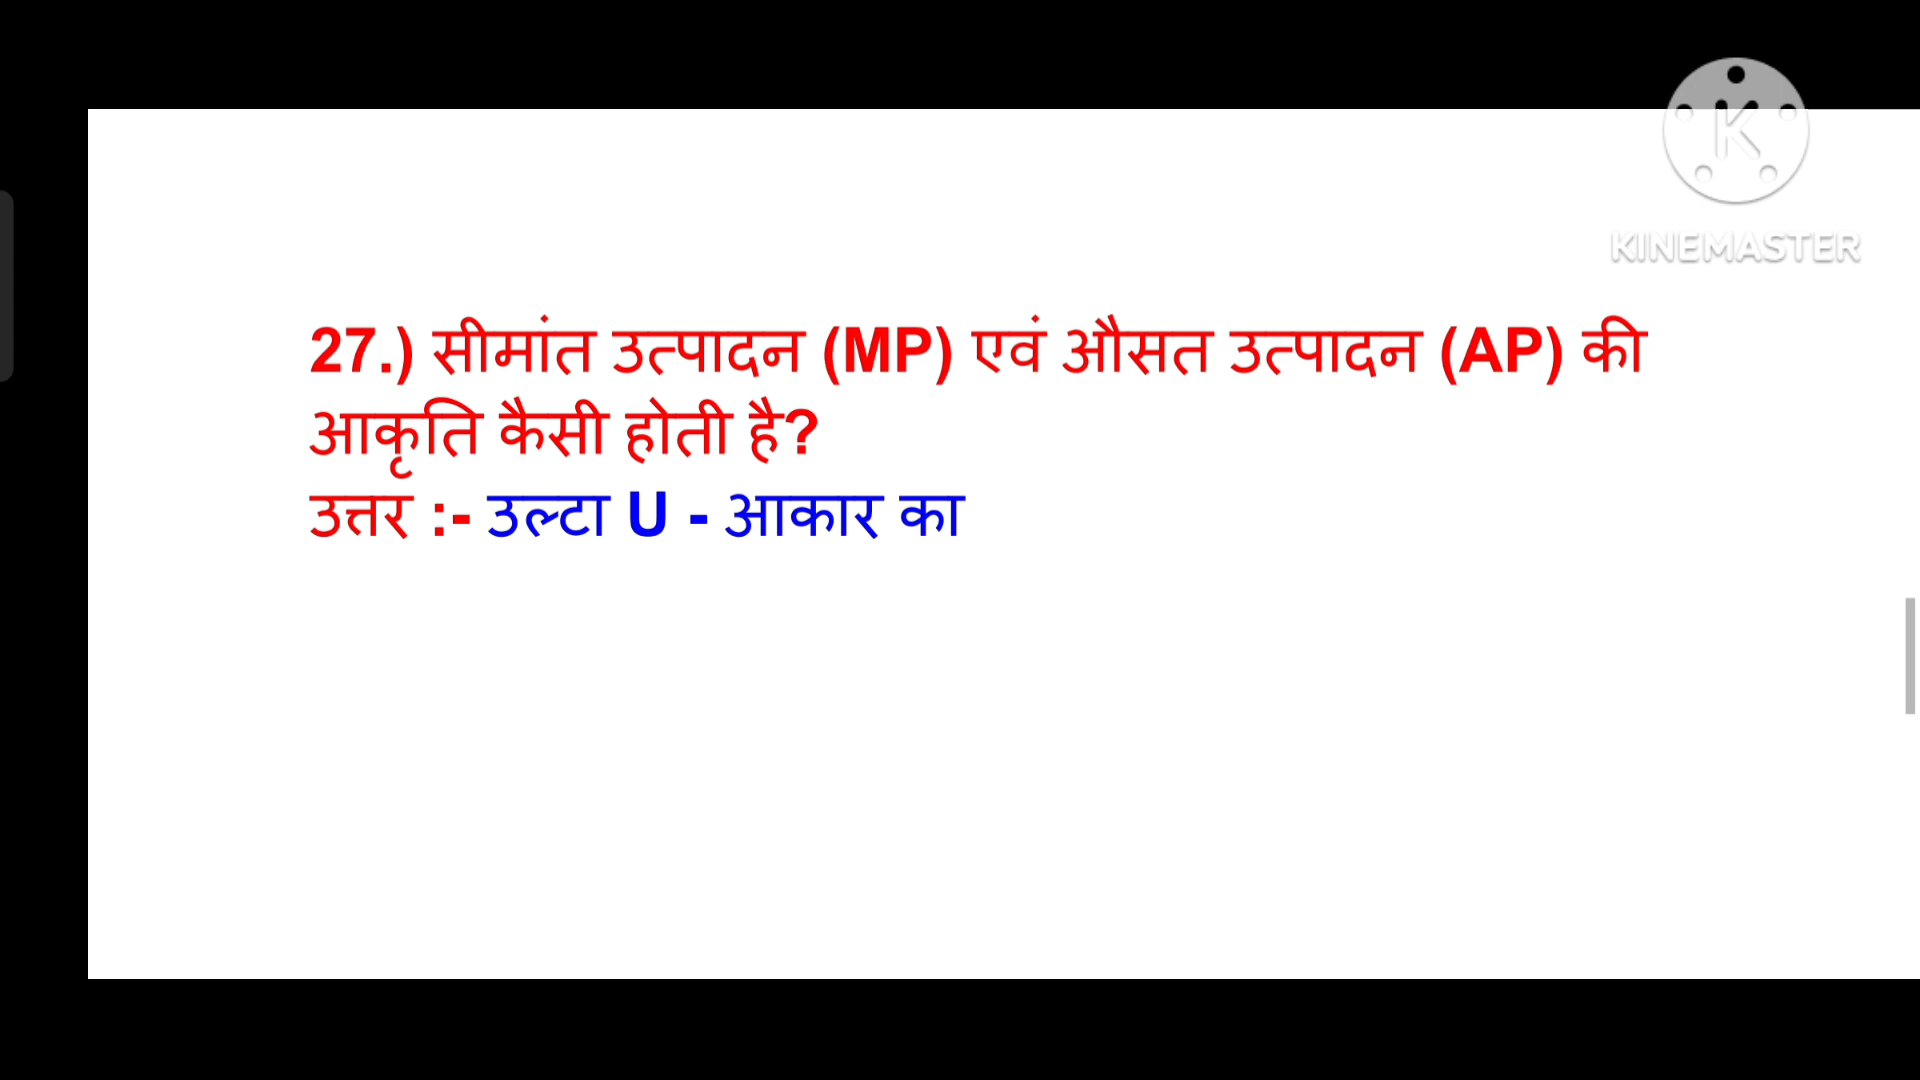 KINEMASTER
27.) सीमांत उत्पादन (MP) एवं औसत उत्पादन (AP) की
आकृति कैसी होती है?
उत्तर :- उल्टा U - आकार का